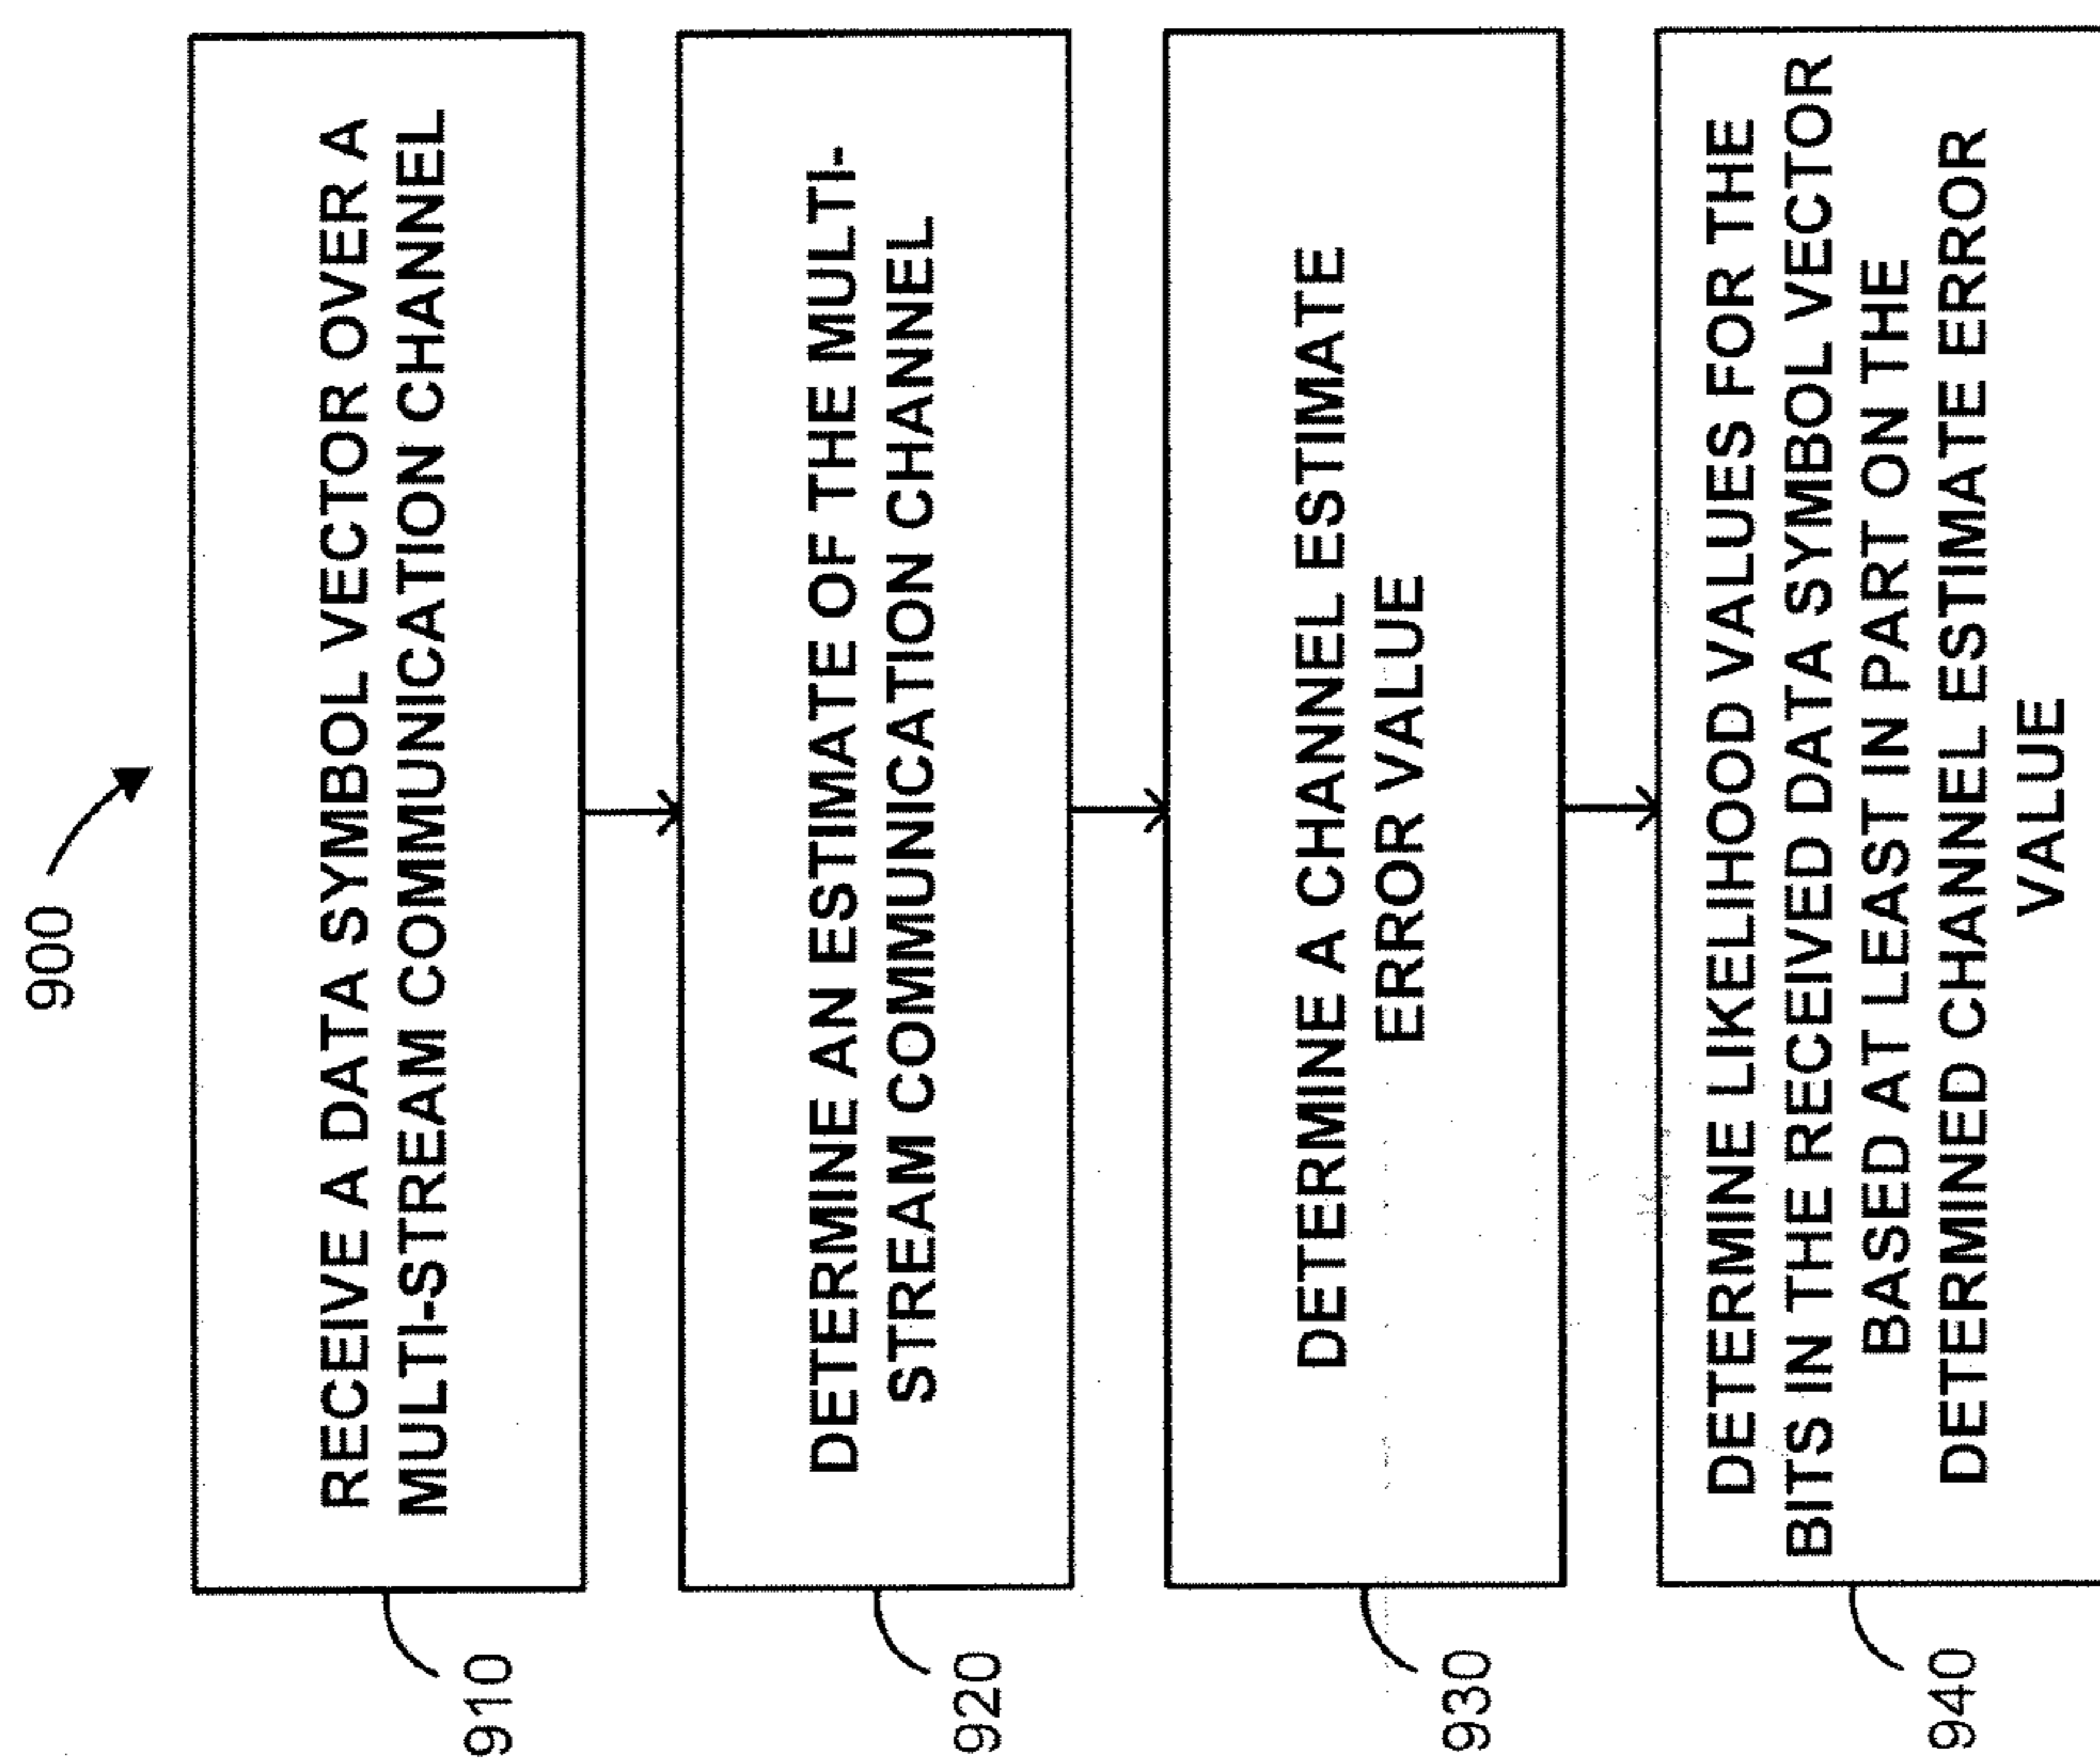 900
910
RECEIVE A DATA SYMBOL VECTOR OVER A
MULTI-STREAM COMMUNICATION CHANNEL
920
DETERMINE AN ESTIMATE OF THE MULTI-
STREAM COMMUNICATION CHANNEL
930
DETERMINE A CHANNEL ESTIMATE
ERROR VALUE
940
DETERMINE LIKELIHOOD VALUES FOR THE
BITS IN THE RECEIVED DATA SYMBOL VECTOR
BASED AT LEAST IN PART ON THE
DETERMINED CHANNEL ESTIMATE ERROR
VALUE